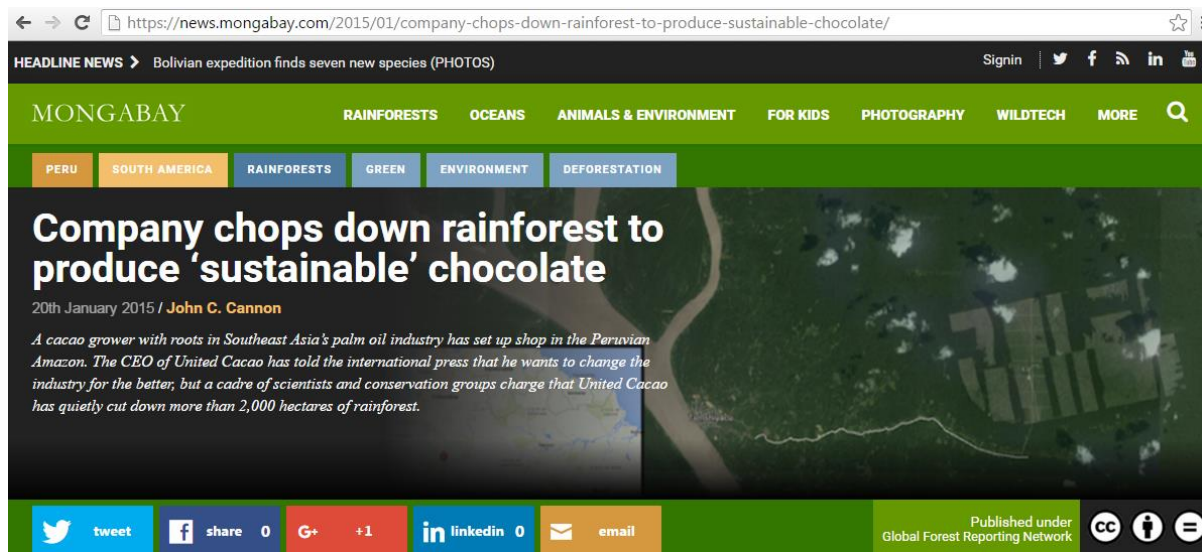 https://news.mongabay.com/2015/01/company-chops-down-rainforest-to-produce-sustainable-chocolate/
HEADLINE NEWS Bolivian expedition finds seven new species (PHOTOS)
Signin
You Tube
MONGABAY
RAINFORESTS OCEANS ANIMALS & ENVIRONMENT FOR KIDS PHOTOGRAPHY WILDTECH MORE
PERU SOUTH AMERICA RAINFORESTS GREEN ENVIRONMENT DEFORESTATION
Company chops down rainforest to
produce ‘sustainable’ chocolate
20th January 2015 / John C. Cannon
A cacao grower with roots in Southeast Asia's palm oil industry has set up shop in the Peruvian
Amazon. The CEO of United Cacao has told the international press that he wants to change the
industry for the better, but a cadre of scientists and conservation groups charge that United Cacao
has quietly cut down more than 2,000 hectares of rainforest.
tweet
share 0
G+ +1
in linkedin 0
email
Published under
Global Forest Reporting Network
cc